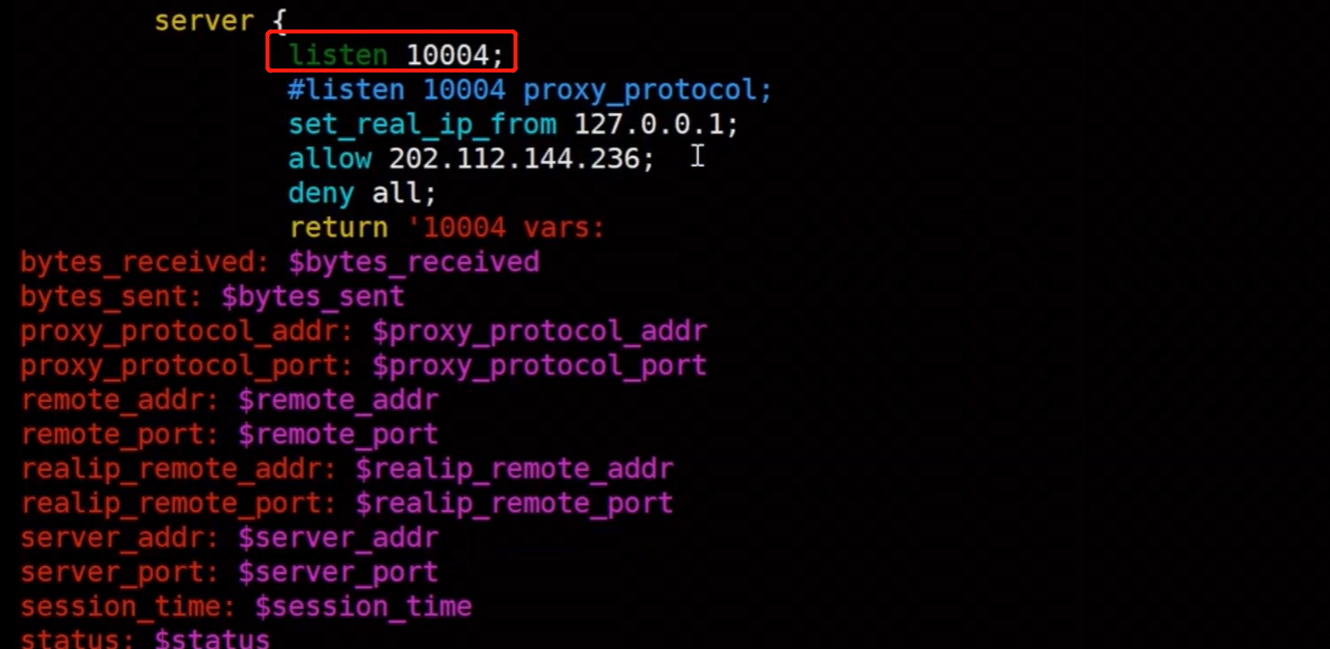 server {
listen 10004;
#listen 10004 proxy_protocol;
set_real_ip_from 127.0.0.1;
allow 202.112.144.236;
deny all;
return '10004 vars:
bytes_received: $bytes_received
bytes_sent: $bytes_sent
proxy_protocol_addr: $proxy_protocol_addr
proxy_protocol_port: $proxy_protocol_port
remote_addr: $remote_addr
remote_port: $remote_port
realip_remote_addr: $realip_remote_addr
realip_remote_port: $realip_remote_port
server_addr: $server_addr
server_port: $server_port
session_time: $session_time
status: $status